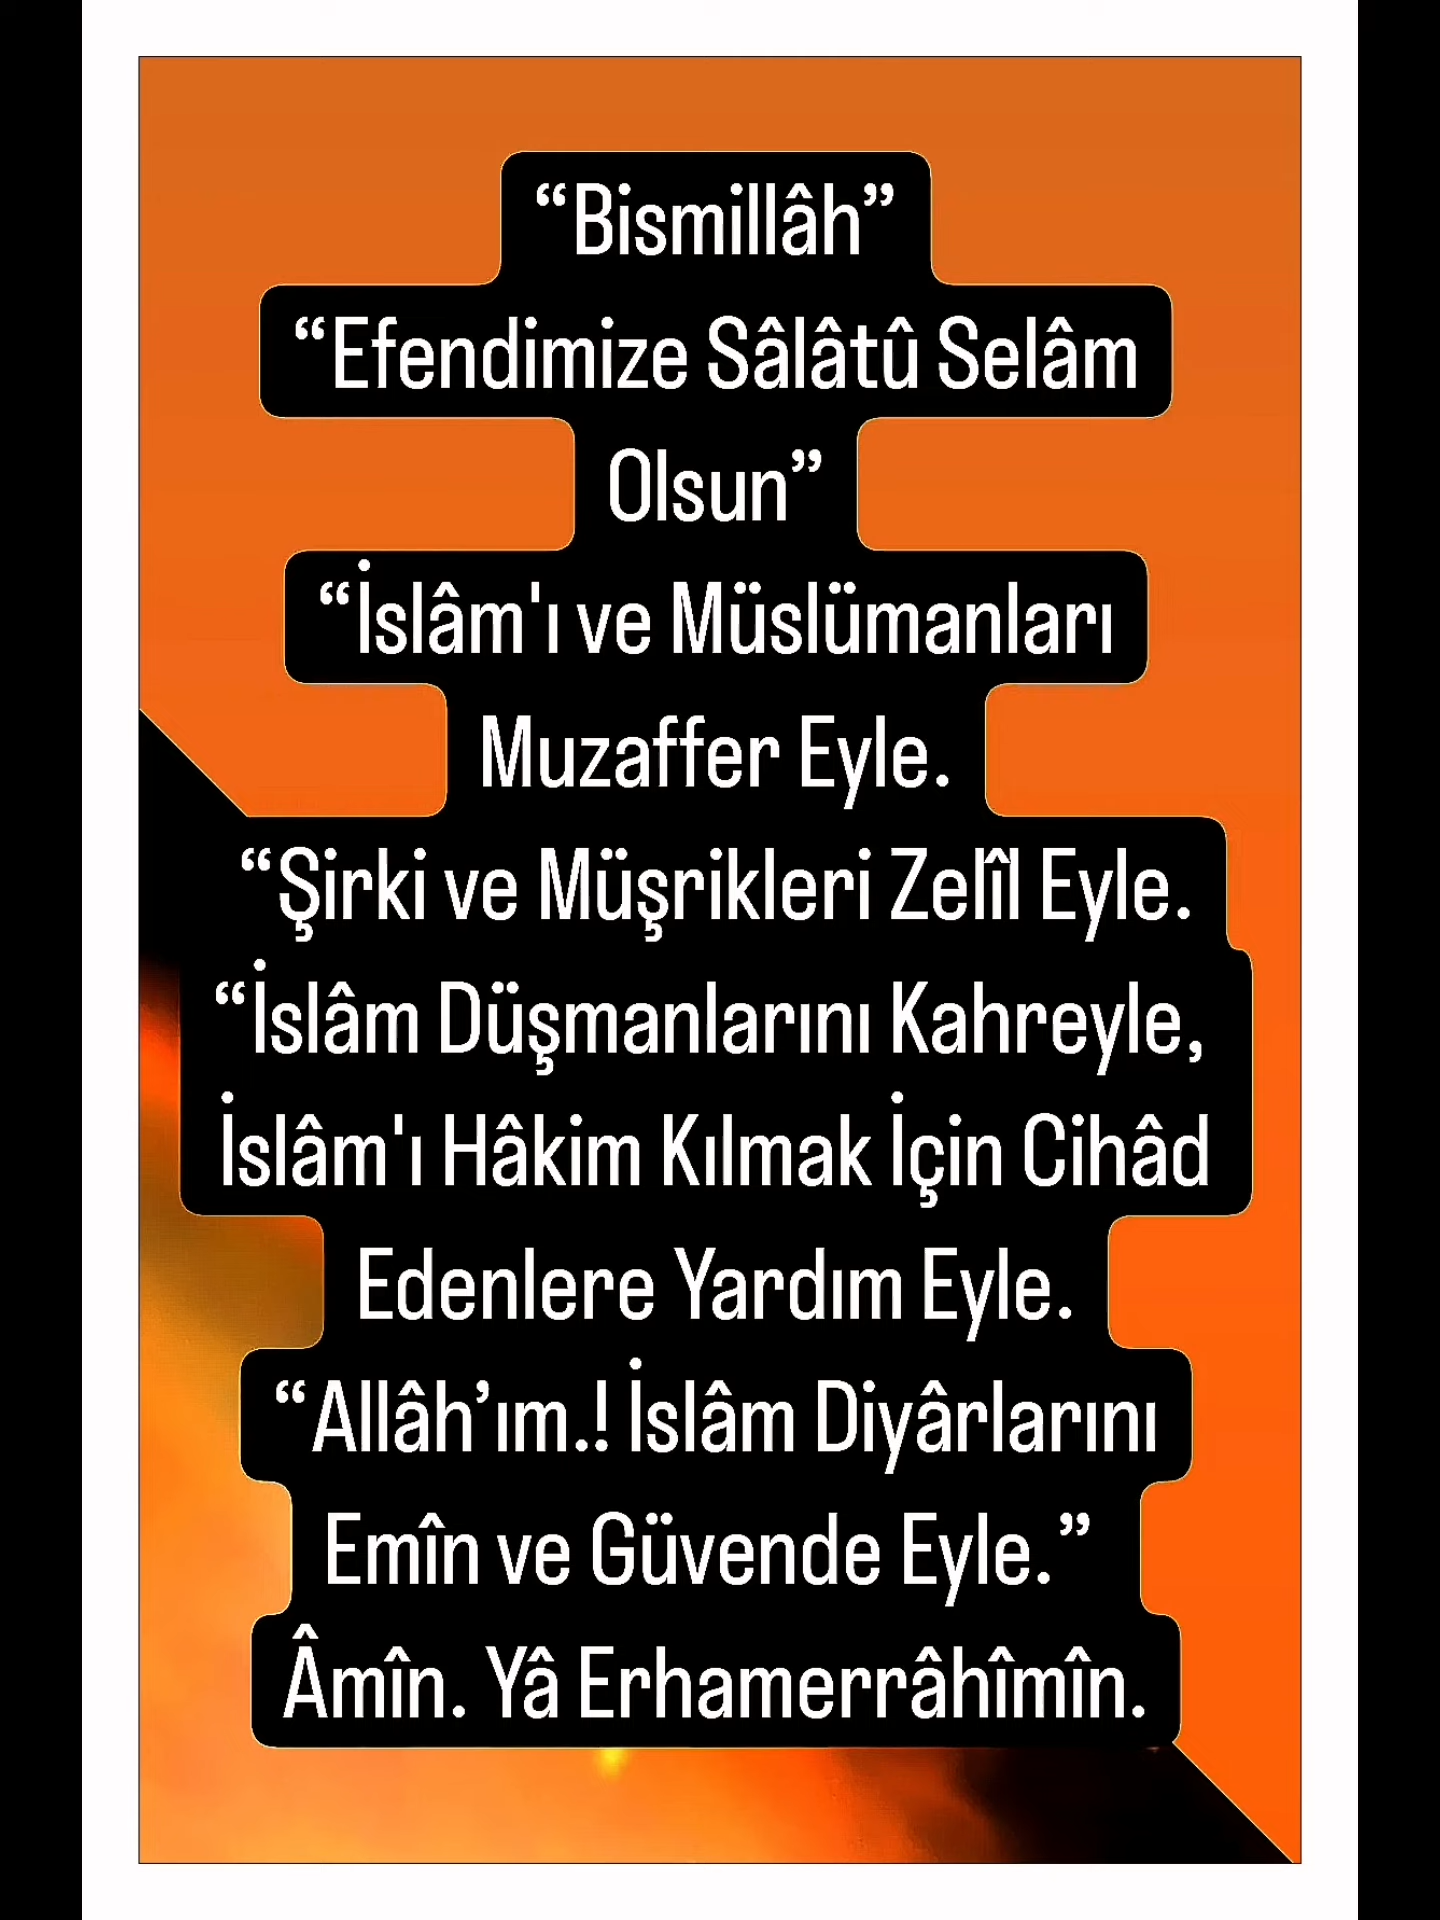 “Bismillâh”
“Efendimize Sâlâtû Selâm
Olsun”
“İslâm'ı ve Müslümanları
Muzaffer Eyle.
“Şirki ve Müşrikleri Zelîl Eyle.
“İslâm Düşmanlarını Kahreyle,
İslâm'ı Hâkim Kılmak İçin Cihâd
Edenlere Yardım Eyle.
“Allâh’ım.! İslâm Diyârlarını
Emîn ve Güvende Eyle.”
Âmîn. Yâ Erhamerrâhîmîn.